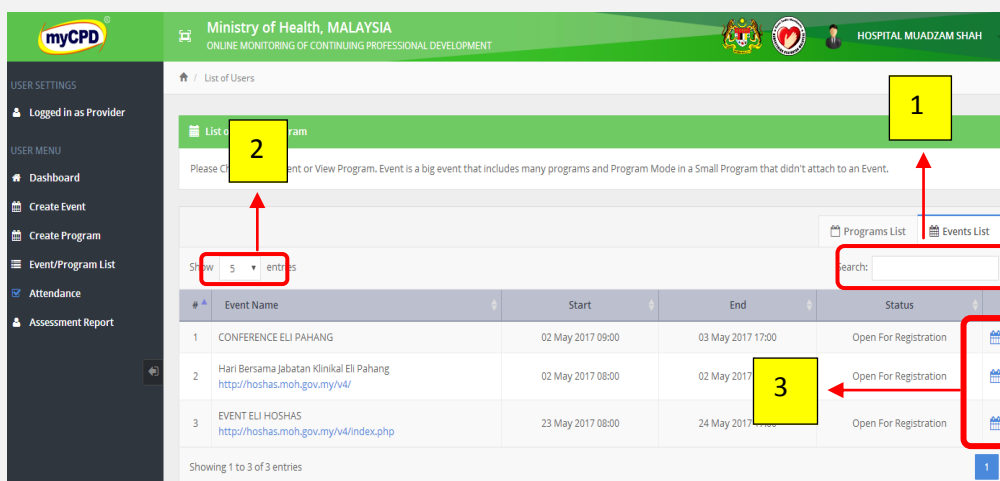 myCPD
Ministry of Health, MALAYSIA
ONLINE MONITORING OF CONTINUING PROFESSIONAL DEVELOPMENT
HOSPITAL MUADZAM SHAH
USER SETTINGS
Logged in as Provider
USER MENU
Dashboard
Create Event
Create Program
Event/Program List
Attendance
Assessment Report
/ List of Users
1
2
List o ram
Please Ch ent or View Program. Event is a big event that includes many programs and Program Mode in a Small Program that didn't attach to an Event.
Programs List Events List
Show 5 entries Search:
# Event Name Start End Status
1 CONFERENCE ELI PAHANG 02 May 2017 09:00 03 May 2017 17:00 Open For Registration
2 Hari Bersama Jabatan Klinikal Eli Pahang 02 May 2017 08:00 02 May 2017 Open For Registration
http://hoshas.moh.gov.my/v4/
3
3 EVENT ELI HOSHAS 23 May 2017 08:00 24 May 2017 Open For Registration
http://hoshas.moh.gov.my/v4/index.php
Showing 1 to 3 of 3 entries 1